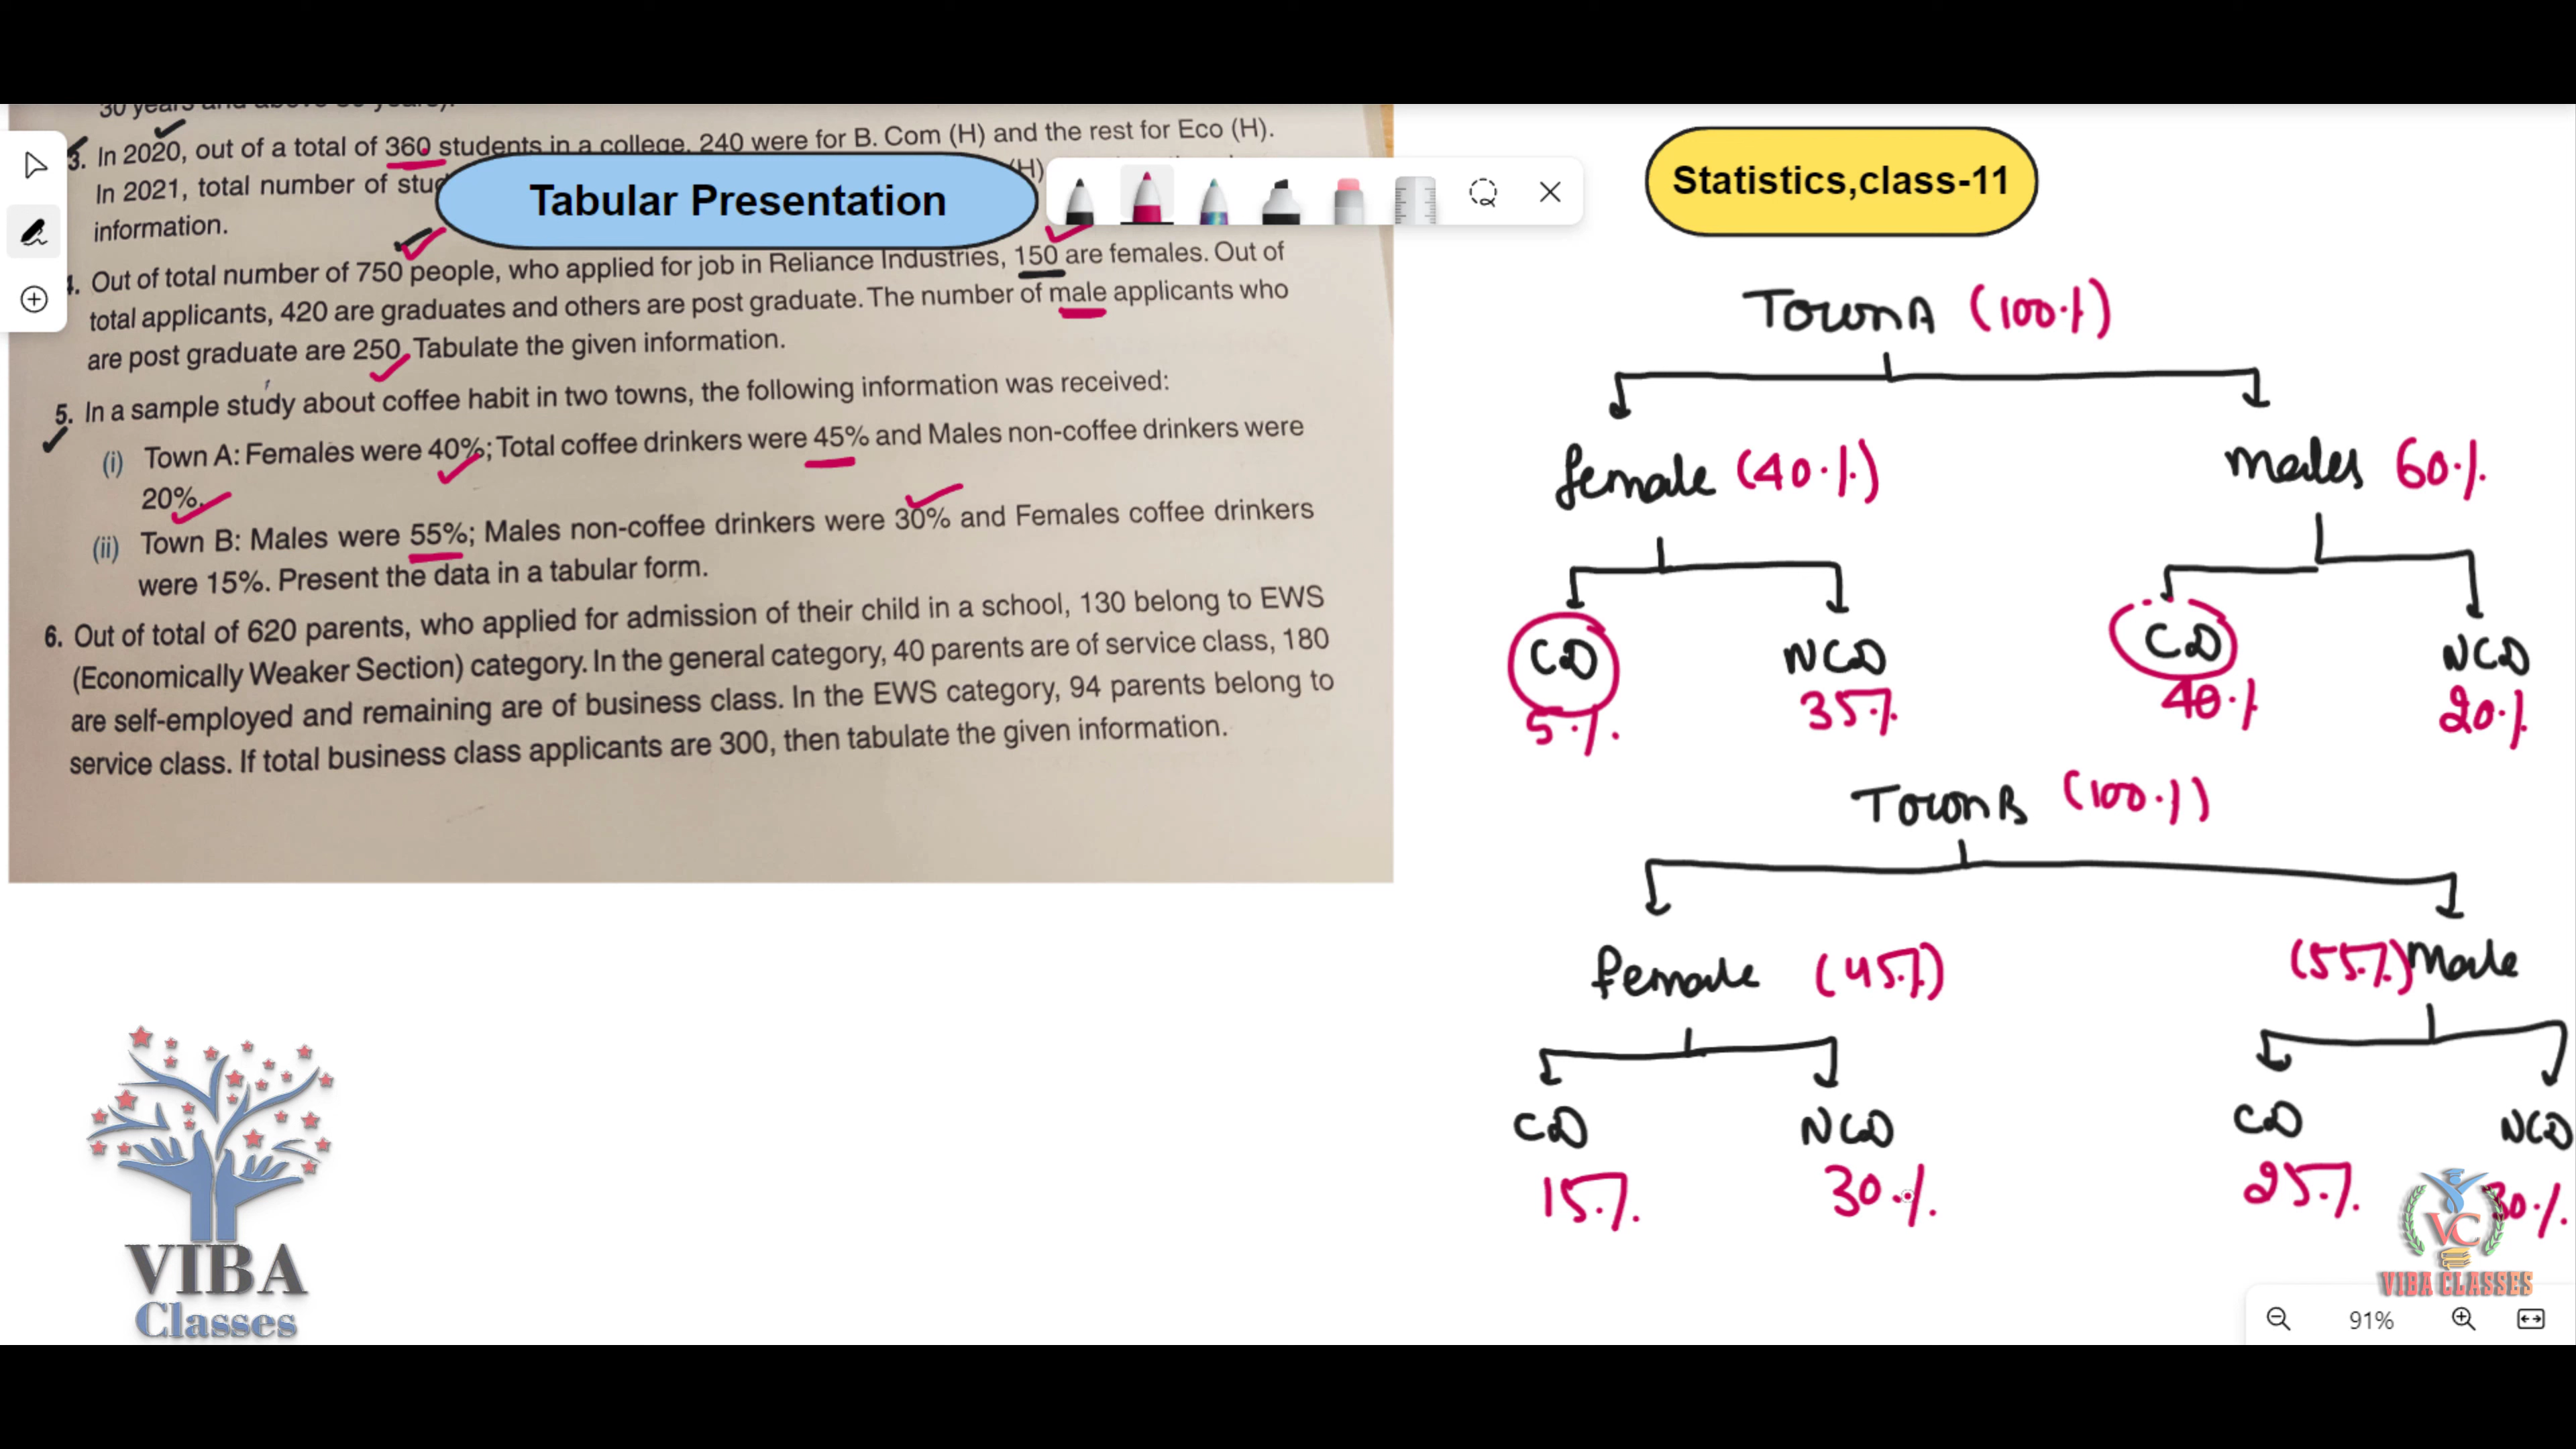 3. In 2020, out of a total of 360 students in a college, 240 were for B. Com (H) and the rest for Eco (H).
In 2021, total number of
(H)
information.
Tabular Presentation
Statistics,class-11
4. Out of total number of 750 people, who applied for job in Reliance Industries, 150 are females. Out of
total applicants, 420 are graduates and others are post graduate. The number of male applicants who
are post graduate are 250. Tabulate the given information.
5. In a sample study about coffee habit in two towns, the following information was received:
(i) Town A: Females were 40%; Total coffee drinkers were 45% and Males non-coffee drinkers were
20%.
(ii) Town B: Males were 55%; Males non-coffee drinkers were 30% and Females coffee drinkers
were 15%. Present the data in a tabular form.
6. Out of total of 620 parents, who applied for admission of their child in a school, 130 belong to EWS
(Economically Weaker Section) category. In the general category, 40 parents are of service class, 180
are self-employed and remaining are of business class. In the EWS category, 94 parents belong to
service class. If total business class applicants are 300, then tabulate the given information.
Town A (100%)
female (40%)
males 60%
CD
NCD
CD
NCD
5%
35%
40%
20%
Town B (100%)
female (45%)
(55%) Male
CD
NCD
CD
NCD
15%
30%
25%
30%
VIBA
Classes
VC
VIBA CLASSES
91%